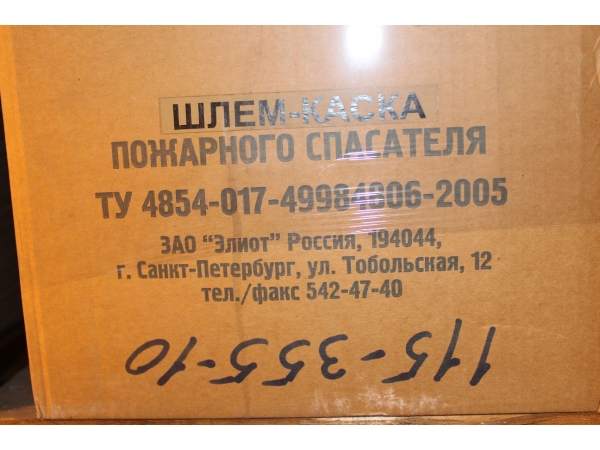 ШЛЕМ-КАСКА
ПОЖАРНОГО СПАСАТЕЛЯ
ТУ 4854-017-49984806-2005
ЗАО “Элиот” Россия, 194044,
г. Санкт-Петербург, ул. Тобольская, 12
тел./факс 542-47-40
115-355-10